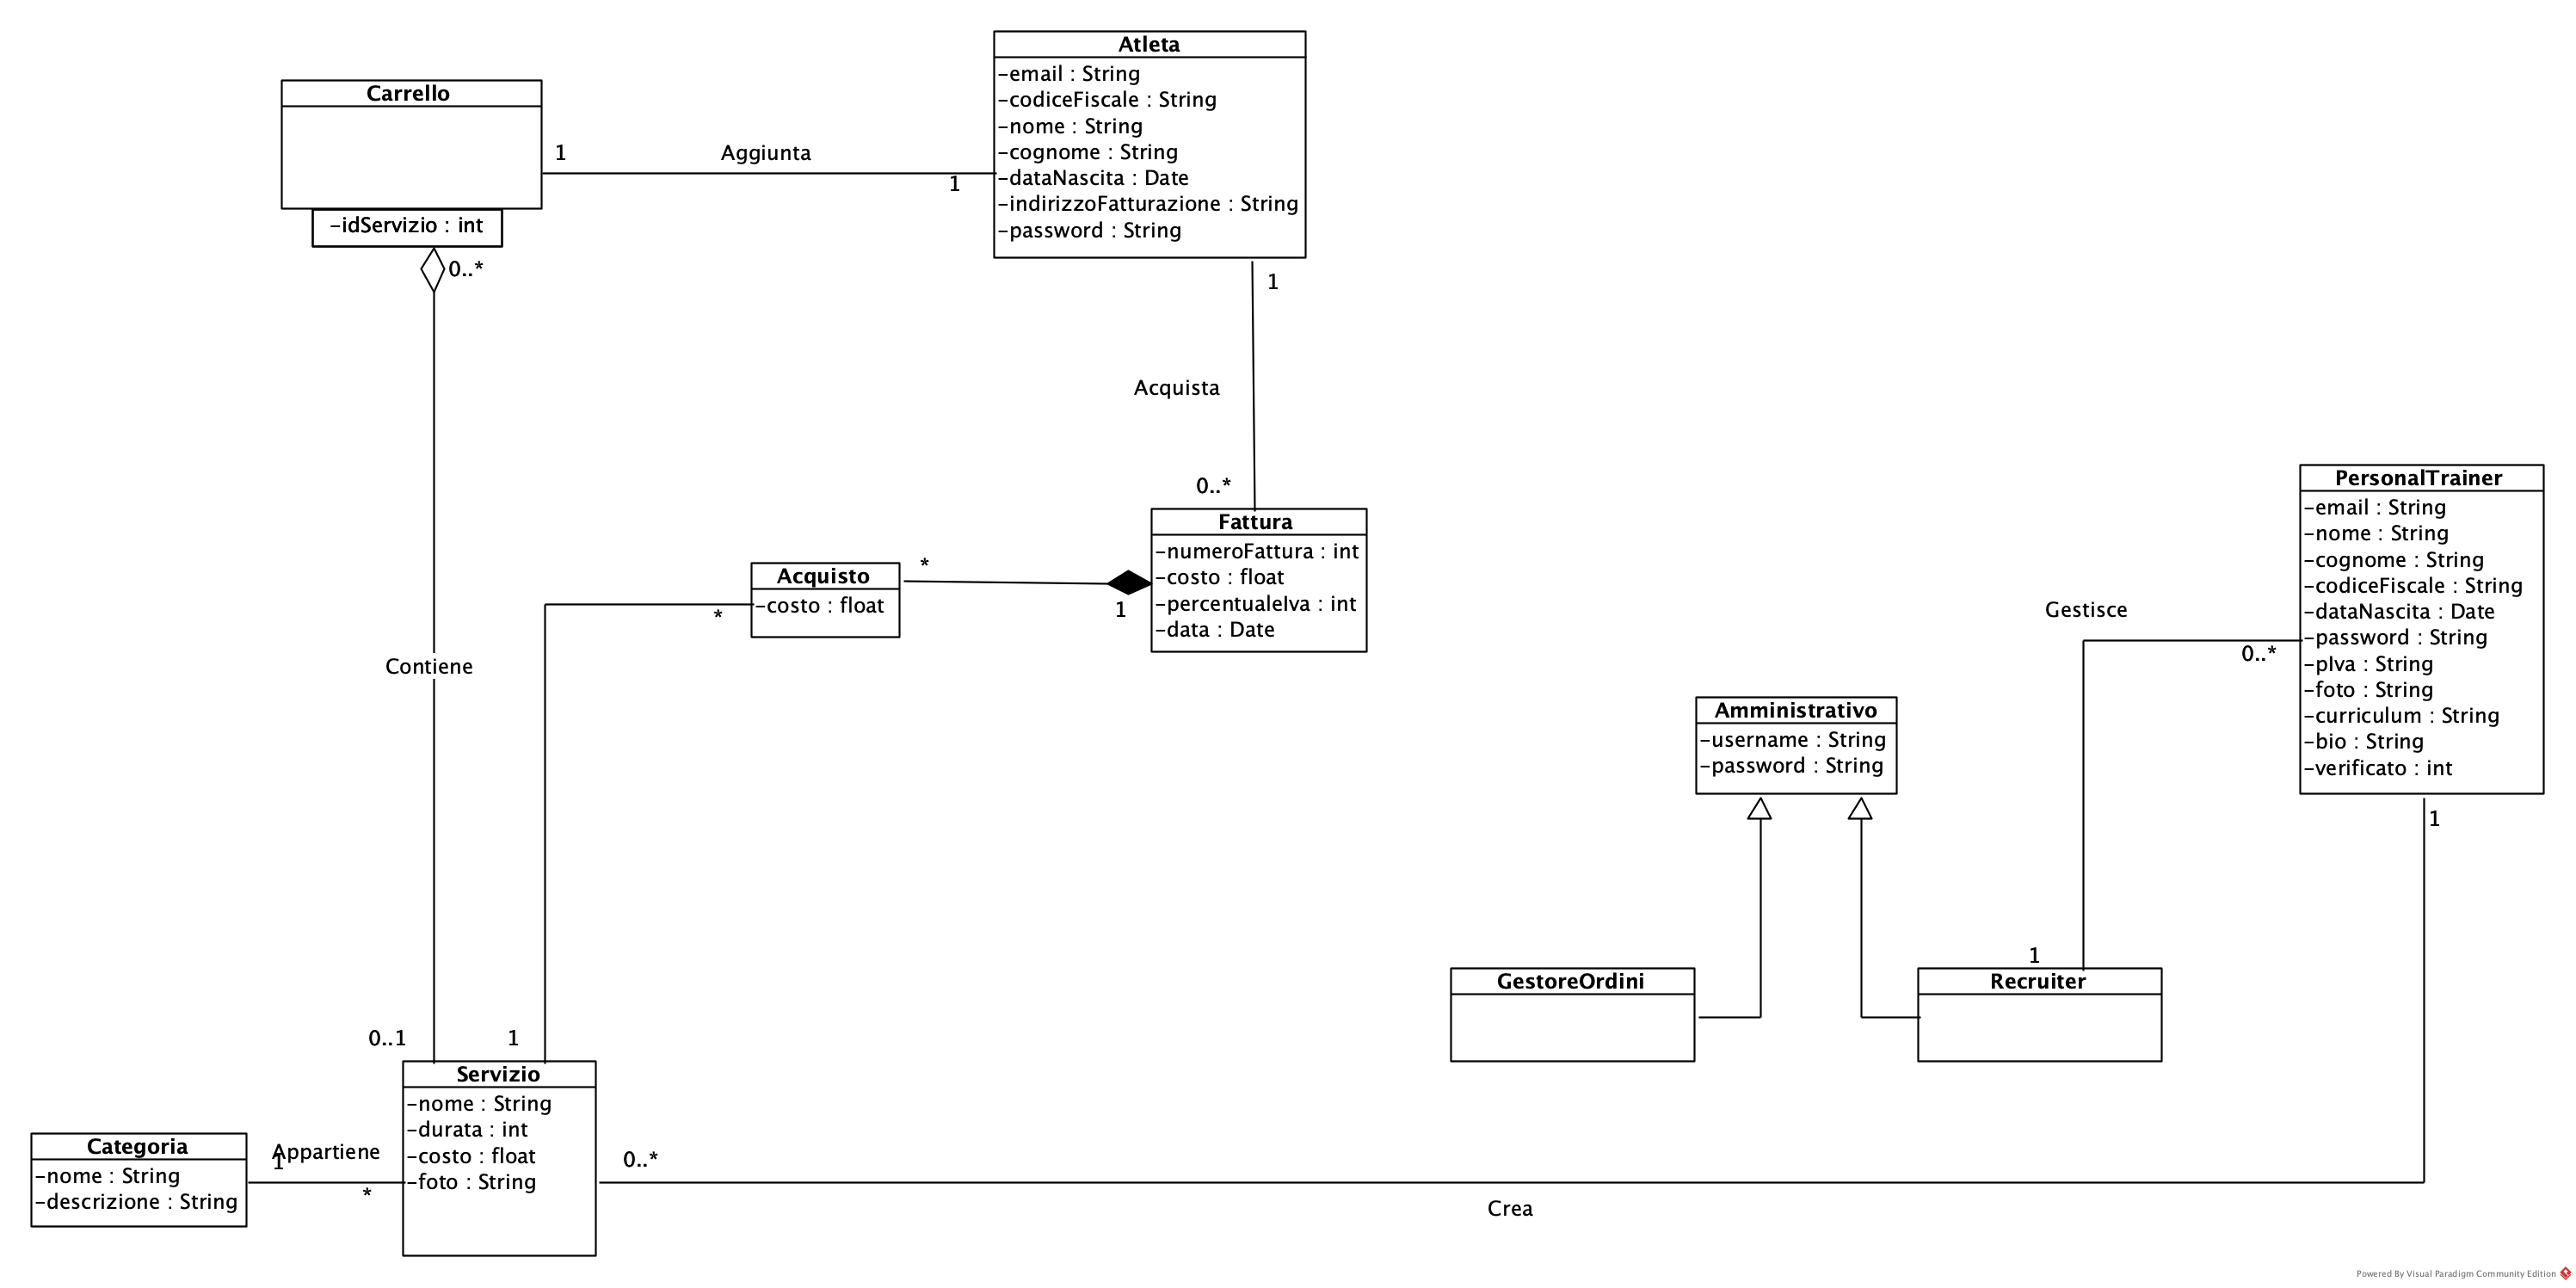 Atleta
-email : String
-codiceFiscale : String
-nome : String
-cognome : String
-dataNascita : Date
-indirizzoFatturazione : String
-password : String
Carrello
-idServizio : int
0..*
1
Aggiunta
1
1
Acquista
0..*
Fattura
-numeroFattura : int
-costo : float
-percentualeIva : int
-data : Date
*
1
Acquisto
-costo : float
*
Contiene
PersonalTrainer
-email : String
-nome : String
-cognome : String
-codiceFiscale : String
-dataNascita : Date
-password : String
-pIva : String
-foto : String
-curriculum : String
-bio : String
-verificato : int
1
Gestisce
0..*
Amministrativo
-username : String
-password : String
1
GestoreOrdini
Recruiter
0..1
1
Servizio
-nome : String
-durata : int
-costo : float
-foto : String
Categoria
-nome : String
-descrizione : String
Appartiene
1
*
0..*
Crea
Powered By Visual Paradigm Community Edition